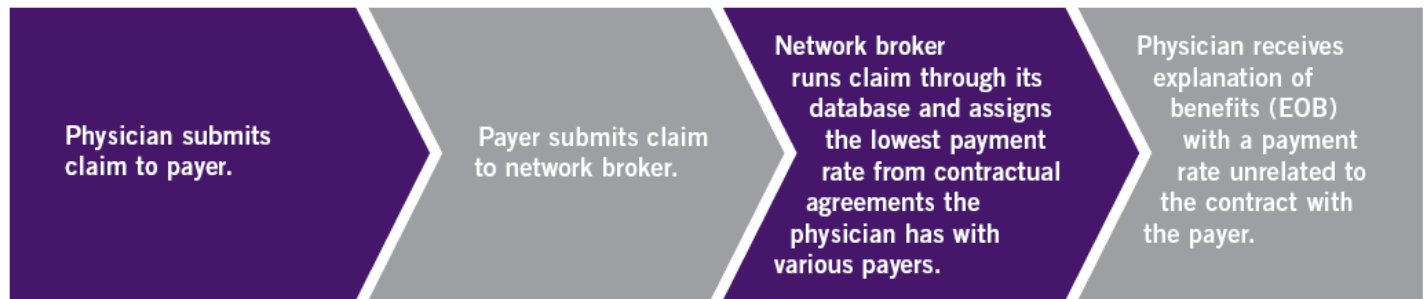 Physician submits
claim to payer.
Payer submits claim
to network broker.
Network broker
runs claim through its
database and assigns
the lowest payment
rate from contractual
agreements the
physician has with
various payers.
Physician receives
explanation of
benefits (EOB)
with a payment
rate unrelated to
the contract with
the payer.